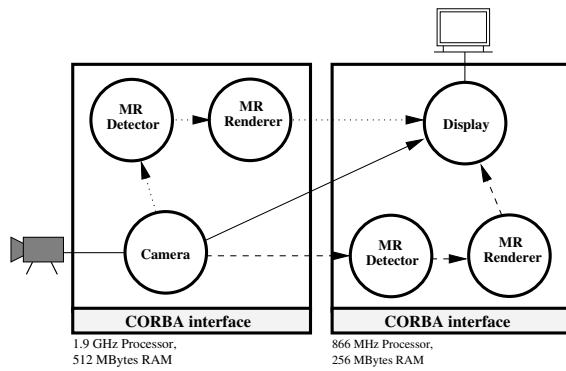 MR
Detector
MR
Renderer
Display
Camera
MR
Detector
MR
Renderer
CORBA interface
CORBA interface
1.9 GHz Processor,
512 MBytes RAM
866 MHz Processor,
256 MBytes RAM